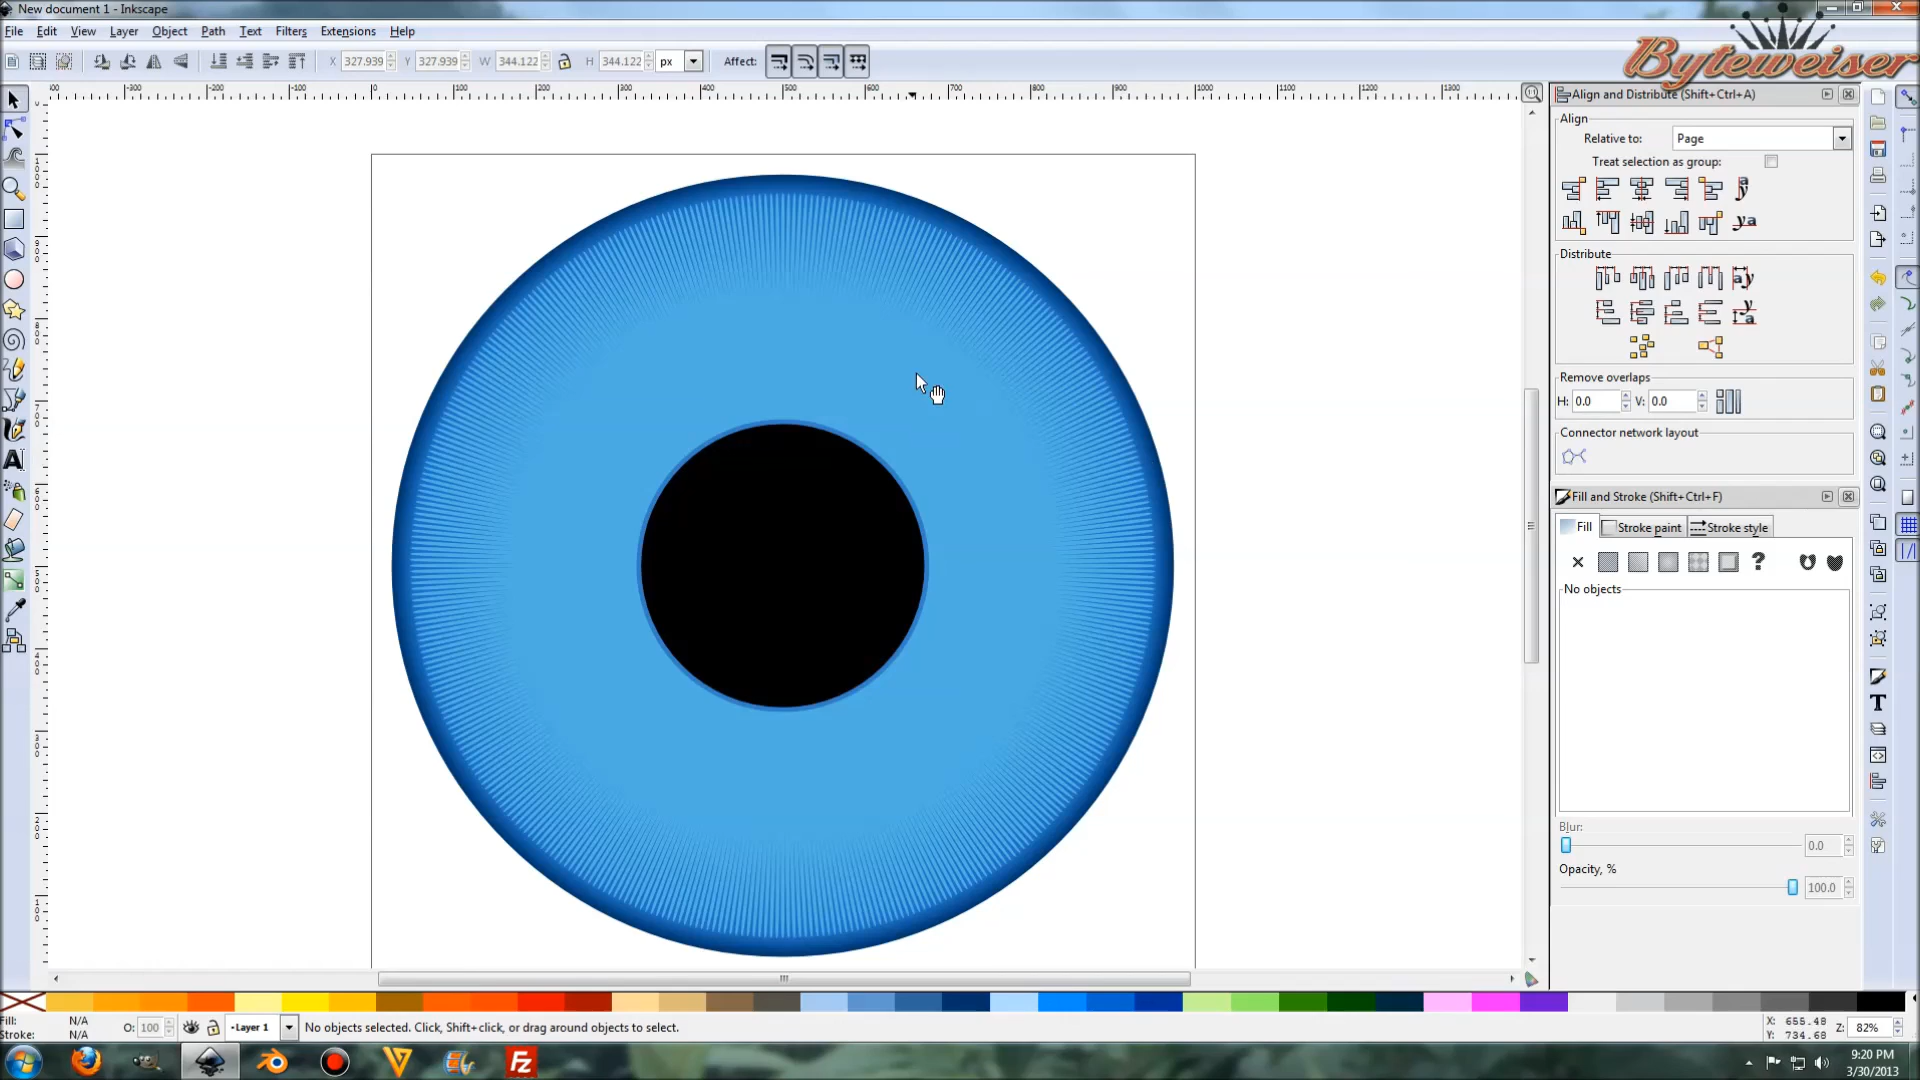 New document 1 - Inkscape
Byteweiser
File Edit View Layer Object Path Text Filters Extensions Help
X 327.939 Y 327.939 W 344.122 H 344.122 px Affect:
Align and Distribute (Shift+Ctrl+A)
Align
Relative to: Page
Treat selection as group:
Distribute
Remove overlaps
H: 0.0 V: 0.0
Connector network layout
Fill and Stroke (Shift+Ctrl+F)
Fill Stroke paint Stroke style
No objects
Blur:
0.0
Opacity, %
100.0
Fill: N/A
Stroke: N/A
O: 100
Layer 1
No objects selected. Click, Shift+click, or drag around objects to select.
X: 655.48
Y: 734.68
Z: 82%
9:20 PM
3/30/2013